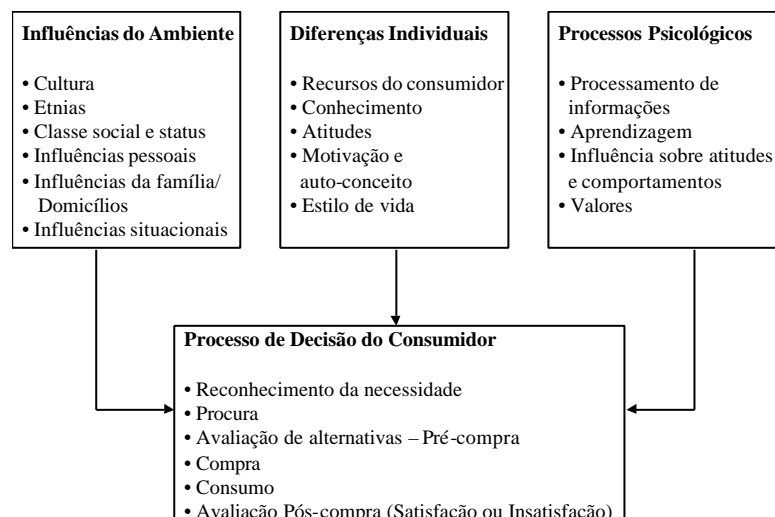 Influências do Ambiente
• Cultura
• Etnias
• Classe social e status
• Influências pessoais
• Influências da família/
Domicílios
• Influências situacionais
Diferenças Individuais
• Recursos do consumidor
• Conhecimento
• Atitudes
• Motivação e
auto-conceito
• Estilo de vida
Processos Psicológicos
• Processamento de
informações
• Aprendizagem
• Influência sobre atitudes
e comportamentos
• Valores
Processo de Decisão do Consumidor
• Reconhecimento da necessidade
• Procura
• Avaliação de alternativas – Pré-compra
• Compra
• Consumo
• Avaliação Pós-compra (Satisfação ou Insatisfação)